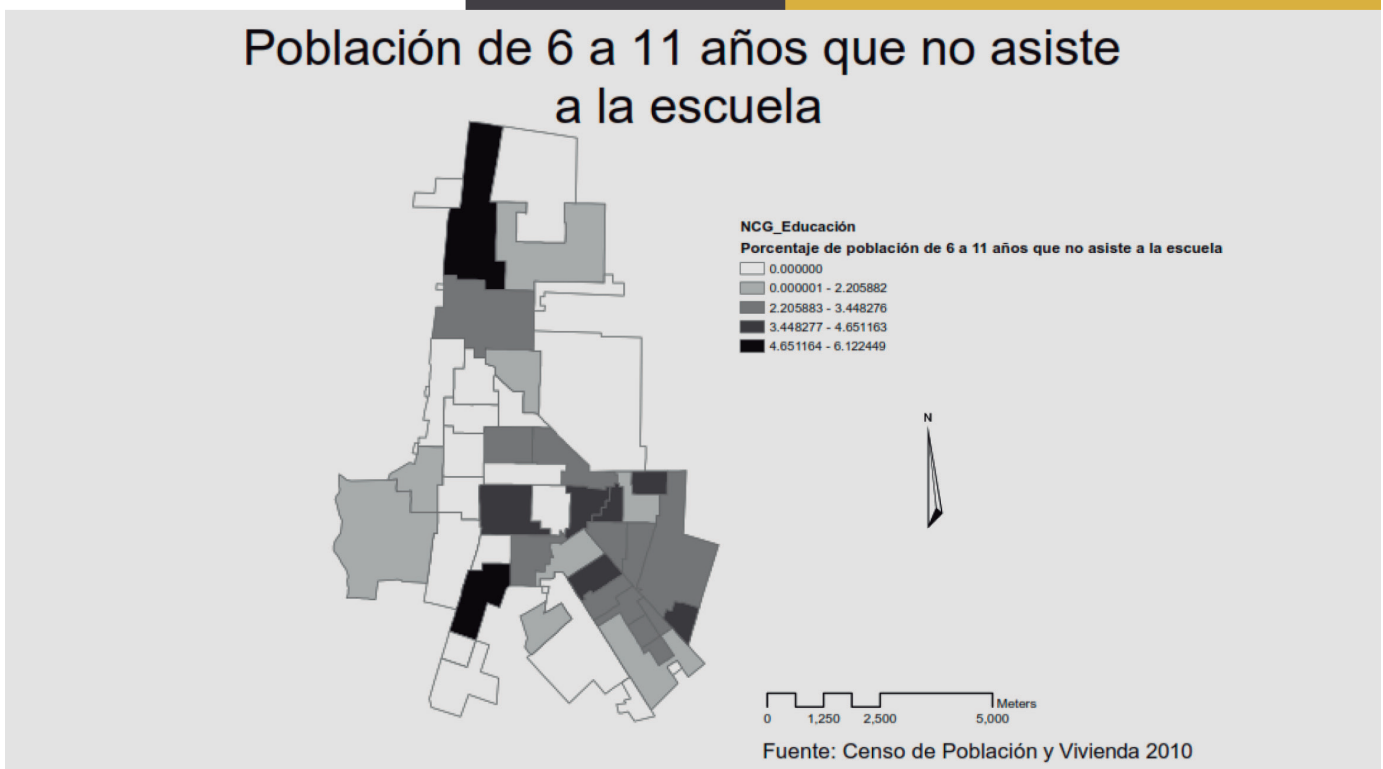 Población de 6 a 11 años que no asiste
a la escuela
NCG_Educación
Porcentaje de población de 6 a 11 años que no asiste a la escuela
0.000000
0.000001 - 2.205882
2.205883 - 3.448276
3.448277 - 4.651163
4.651164 - 6.122449
N
Meters
0 1,250 2,500 5,000
Fuente: Censo de Población y Vivienda 2010